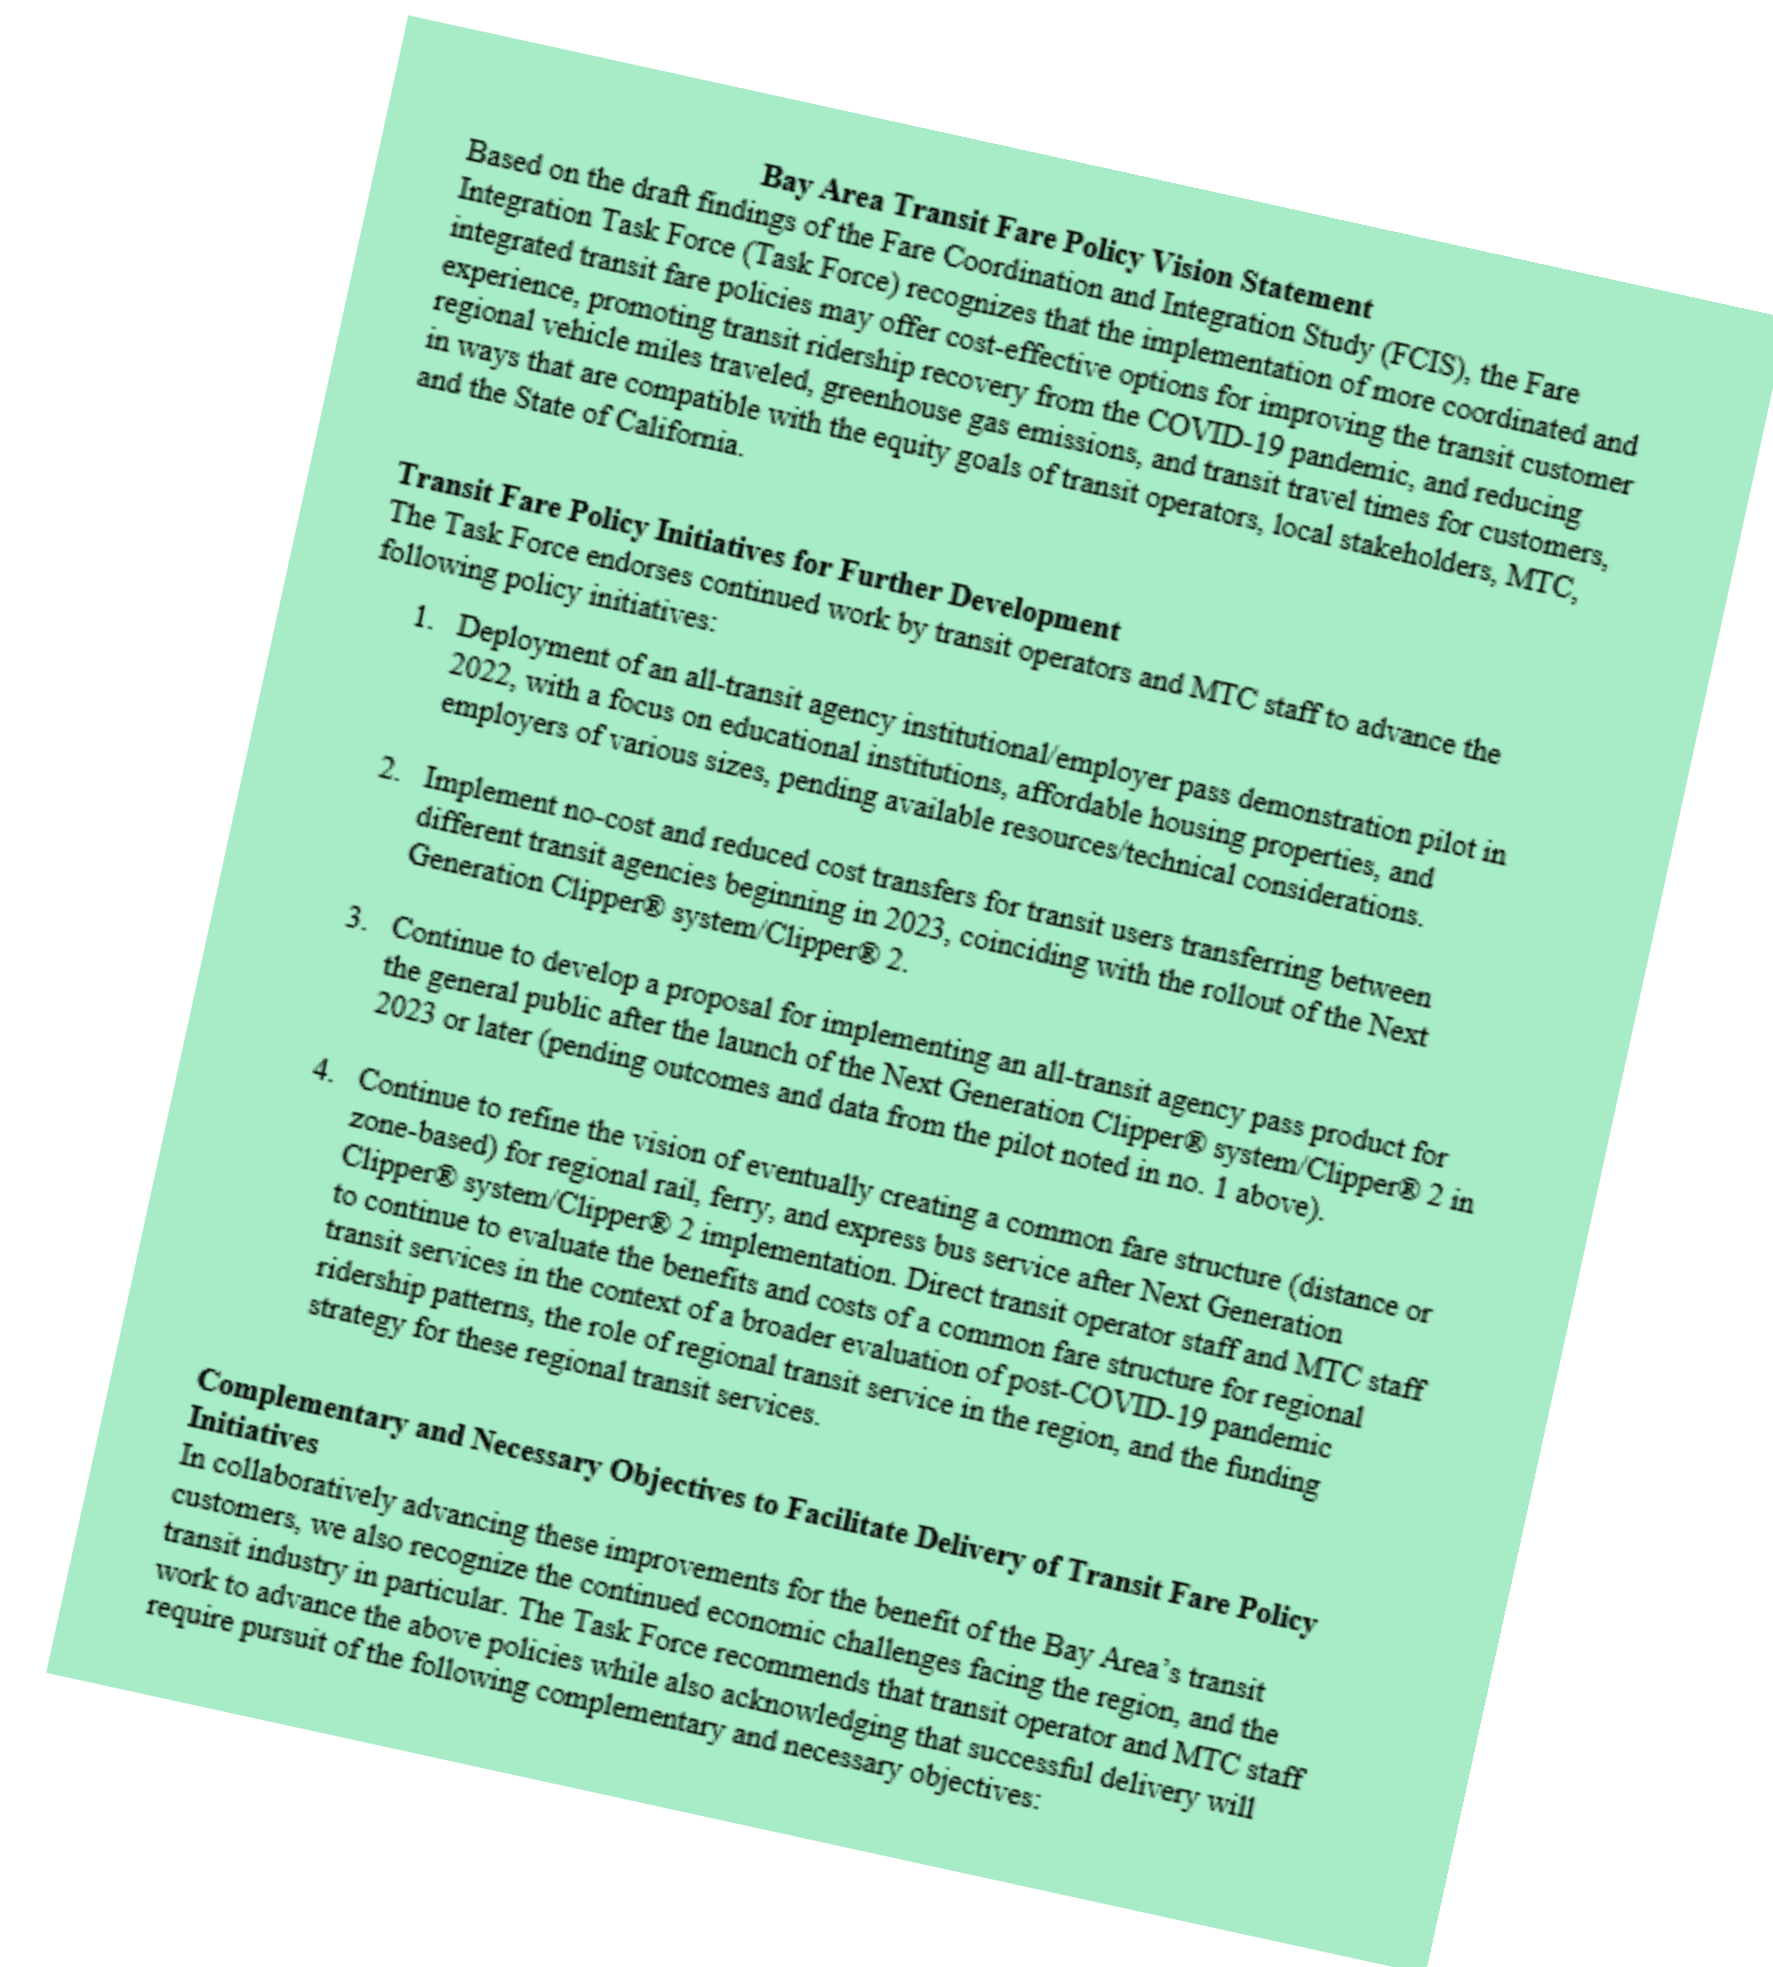 Bay Area Transit Fare Policy Vision Statement
Based on the draft findings of the Fare Coordination and Integration Study (FCIS), the Fare
Integration Task Force (Task Force) recognizes that the implementation of more coordinated and
integrated transit fare policies may offer cost-effective options for improving the transit customer
experience, promoting transit ridership recovery from the COVID-19 pandemic, and reducing
regional vehicle miles traveled, greenhouse gas emissions, and transit travel times for customers,
in ways that are compatible with the equity goals of transit operators, local stakeholders, MTC,
and the State of California.
Transit Fare Policy Initiatives for Further Development
The Task Force endorses continued work by transit operators and MTC staff to advance the
following policy initiatives:
1. Deployment of an all-transit agency institutional/employer pass demonstration pilot in
2022, with a focus on educational institutions, affordable housing properties, and
employers of various sizes, pending available resources/technical considerations.
2. Implement no-cost and reduced cost transfers for transit users transferring between
different transit agencies beginning in 2023, coinciding with the rollout of the Next
Generation Clipper® system/Clipper® 2.
3. Continue to develop a proposal for implementing an all-transit agency pass product for
the general public after the launch of the Next Generation Clipper® system/Clipper® 2 in
2023 or later (pending outcomes and data from the pilot noted in no. 1 above).
4. Continue to refine the vision of eventually creating a common fare structure (distance or
zone-based) for regional rail, ferry, and express bus service after Next Generation
Clipper® system/Clipper® 2 implementation. Direct transit operator staff and MTC staff
to continue to evaluate the benefits and costs of a common fare structure for regional
transit services in the context of a broader evaluation of post-COVID-19 pandemic
ridership patterns, the role of regional transit service in the region, and the funding
strategy for these regional transit services.
Complementary and Necessary Objectives to Facilitate Delivery of Transit Fare Policy
Initiatives
In collaboratively advancing these improvements for the benefit of the Bay Area’s transit
customers, we also recognize the continued economic challenges facing the region, and the
transit industry in particular. The Task Force recommends that transit operator and MTC staff
work to advance the above policies while also acknowledging that successful delivery will
require pursuit of the following complementary and necessary objectives: